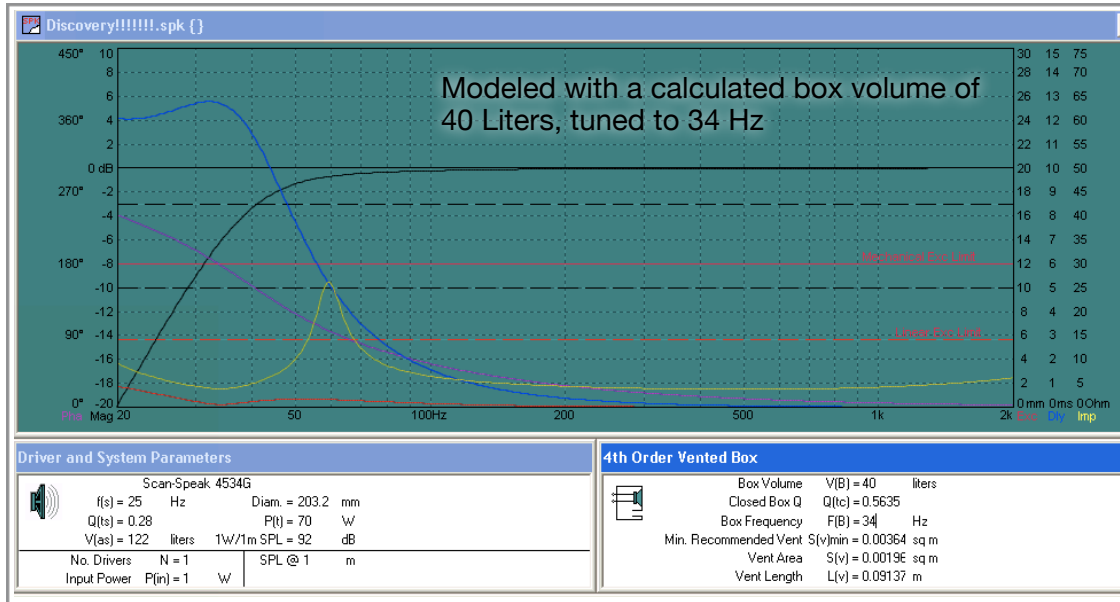 Discovery!!!!!!!.spk {}
Modeled with a calculated box volume of
40 Liters, tuned to 34 Hz
450° 10 30 15 75
8 28 14 70
6 26 13 65
360° 4 24 12 60
2 22 11 55
0 dB 20 10 50
270° -2 18 9 45
-4 16 8 40
-6 14 7 35
180° -8 12 6 30
Mechanical Exc Limit
-10 10 5 25
-12 8 4 20
90° -14 6 3 15
Linear Exc Limit
-16 4 2 10
-18 2 1 5
0° -20 0 mm 0ms 0 Ohm
Mag 20 50 100Hz 200 500 1k 2k Exc Dly Imp
Driver and System Parameters
Scan-Speak 4534G
f(s) = 25 Hz Diam. = 203.2 mm
Q(ts) = 0.28 P(t) = 70 W
V(as) = 122 liters 1W/1m SPL = 92 dB
No. Drivers N = 1 SPL @ 1 m
Input Power P(in) = 1 W
4th Order Vented Box
Box Volume V(B) = 40 liters
Closed Box Q Q(tc) = 0.5635
Box Frequency F(B) = 34 Hz
Min. Recommended Vent S(v)min = 0.00364 sq m
Vent Area S(v) = 0.00196 sq m
Vent Length L(v) = 0.09137 m